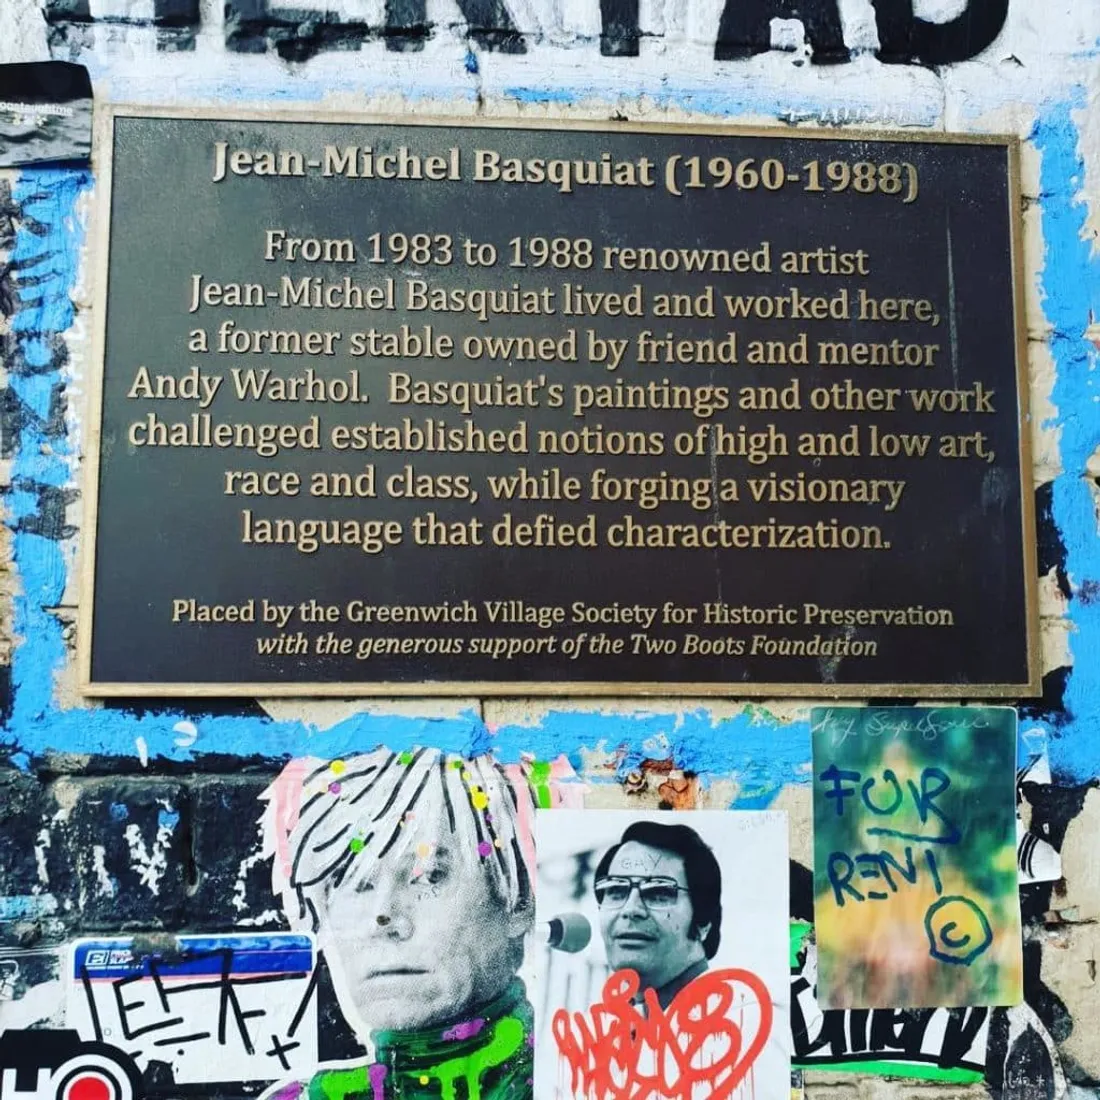 Jean-Michel Basquiat (1960-1988)
From 1983 to 1988 renowned artist
Jean-Michel Basquiat lived and worked here,
a former stable owned by friend and mentor
Andy Warhol. Basquiat's paintings and other work
challenged established notions of high and low art,
race and class, while forging a visionary
language that defied characterization.
Placed by the Greenwich Village Society for Historic Preservation
with the generous support of the Two Boots Foundation
GAY
FOR
RENT
©